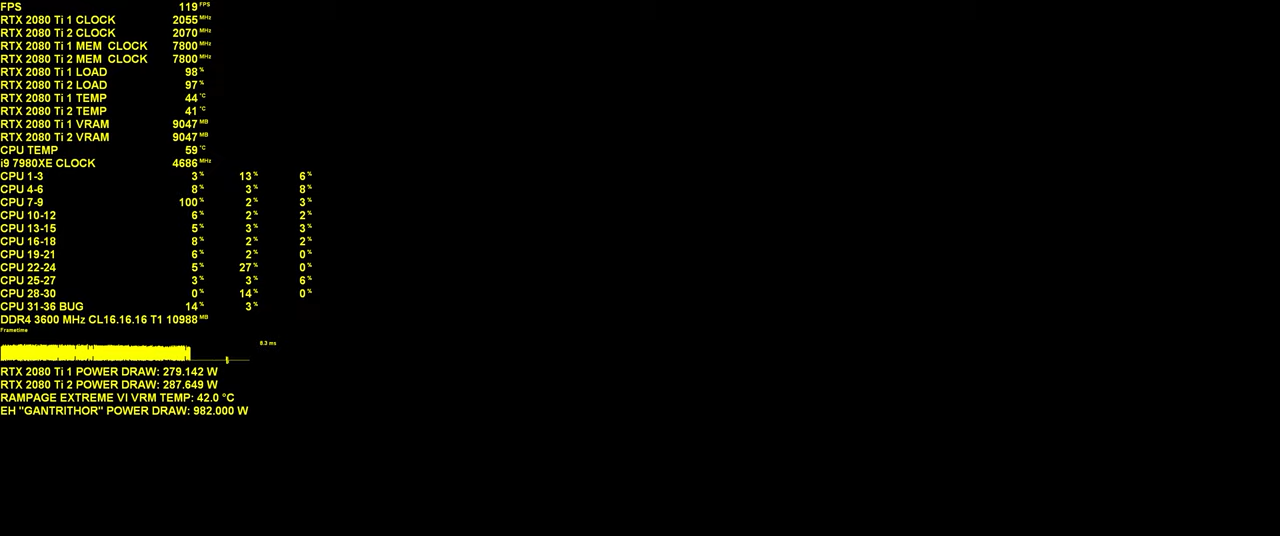 FPS 119 FPS
RTX 2080 Ti 1 CLOCK 2055 MHz
RTX 2080 Ti 2 CLOCK 2070 MHz
RTX 2080 Ti 1 MEM CLOCK 7800 MHz
RTX 2080 Ti 2 MEM CLOCK 7800 MHz
RTX 2080 Ti 1 LOAD 98 %
RTX 2080 Ti 2 LOAD 97 %
RTX 2080 Ti 1 TEMP 44 °C
RTX 2080 Ti 2 TEMP 41 °C
RTX 2080 Ti 1 VRAM 9047 MB
RTX 2080 Ti 2 VRAM 9047 MB
CPU TEMP 59 °C
i9 7980XE CLOCK 4686 MHz
CPU 1-3 3 % 13 % 6 %
CPU 4-6 8 % 3 % 8 %
CPU 7-9 100 % 2 % 3 %
CPU 10-12 6 % 2 % 2 %
CPU 13-15 5 % 3 % 3 %
CPU 16-18 8 % 2 % 2 %
CPU 19-21 6 % 2 % 0 %
CPU 22-24 5 % 27 % 0 %
CPU 25-27 3 % 3 % 6 %
CPU 28-30 0 % 14 % 0 %
CPU 31-36 BUG 14 % 3 %
DDR4 3600 MHz CL16.16.16 T1 10988 MB
Frametime
8.3 ms
RTX 2080 Ti 1 POWER DRAW: 279.142 W
RTX 2080 Ti 2 POWER DRAW: 287.649 W
RAMPAGE EXTREME VI VRM TEMP: 42.0 °C
EH "GANTRITHOR" POWER DRAW: 982.000 W